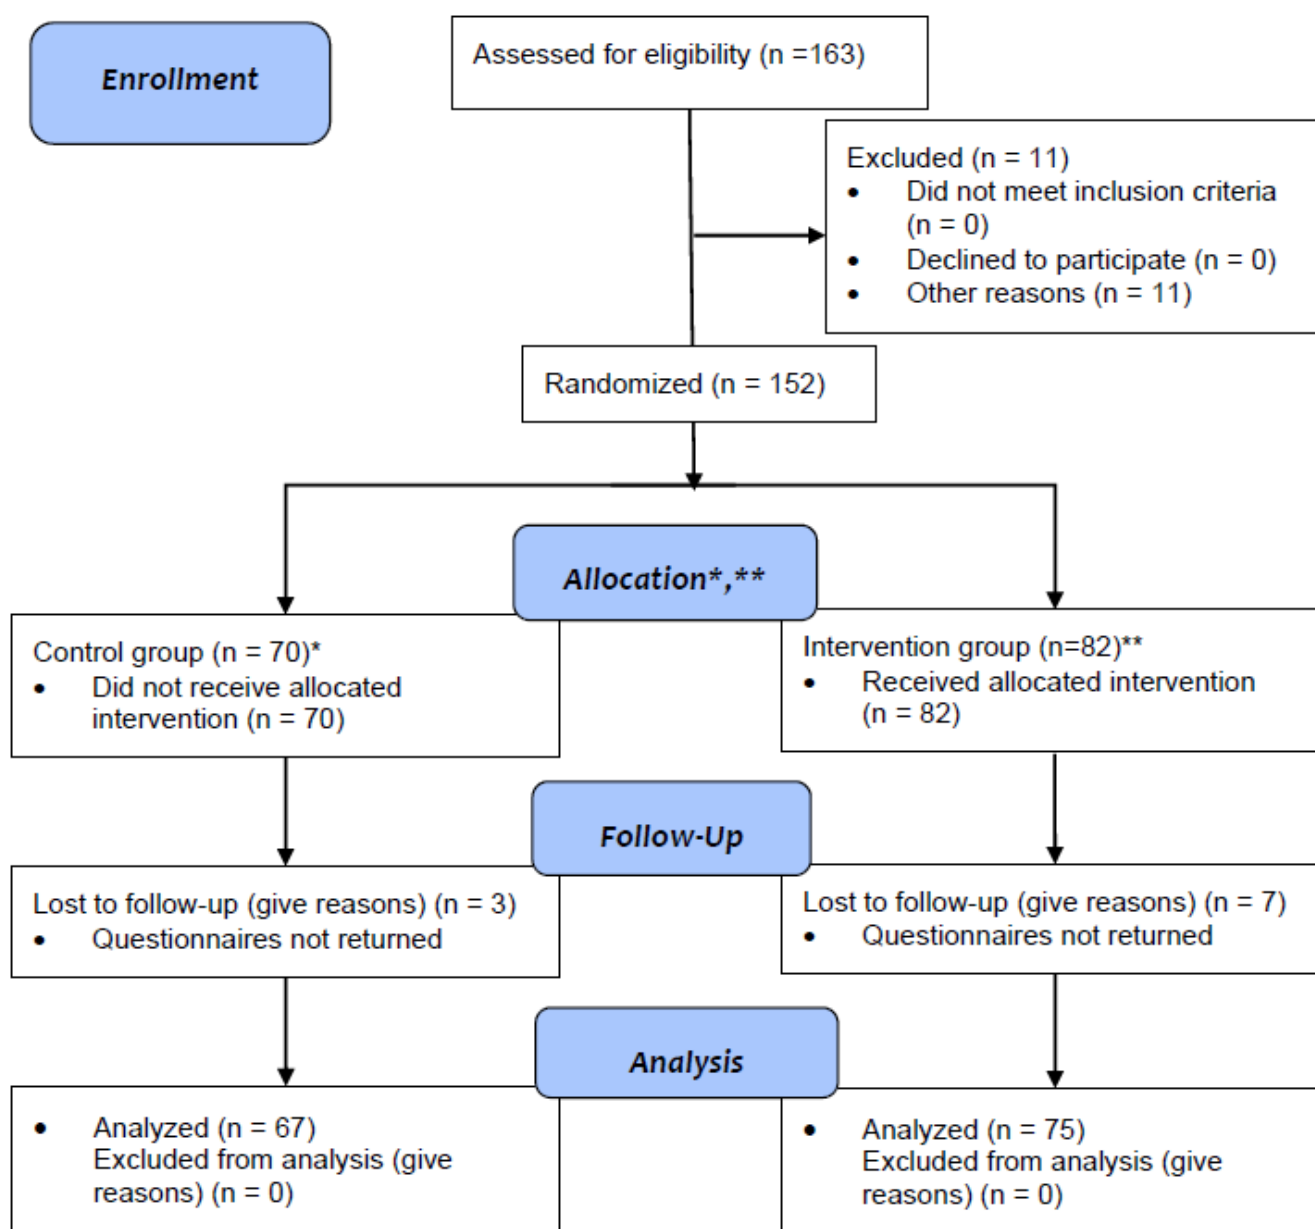 Enrollment
Assessed for eligibility (n =163)
Excluded (n = 11)
• Did not meet inclusion criteria
(n = 0)
• Declined to participate (n = 0)
• Other reasons (n = 11)
Randomized (n = 152)
Allocation*,**
Control group (n = 70)*
• Did not receive allocated
intervention (n = 70)
Intervention group (n=82)**
• Received allocated intervention
(n = 82)
Follow-Up
Lost to follow-up (give reasons) (n = 3)
• Questionnaires not returned
Lost to follow-up (give reasons) (n = 7)
• Questionnaires not returned
Analysis
• Analyzed (n = 67)
Excluded from analysis (give
reasons) (n = 0)
• Analyzed (n = 75)
Excluded from analysis (give
reasons) (n = 0)